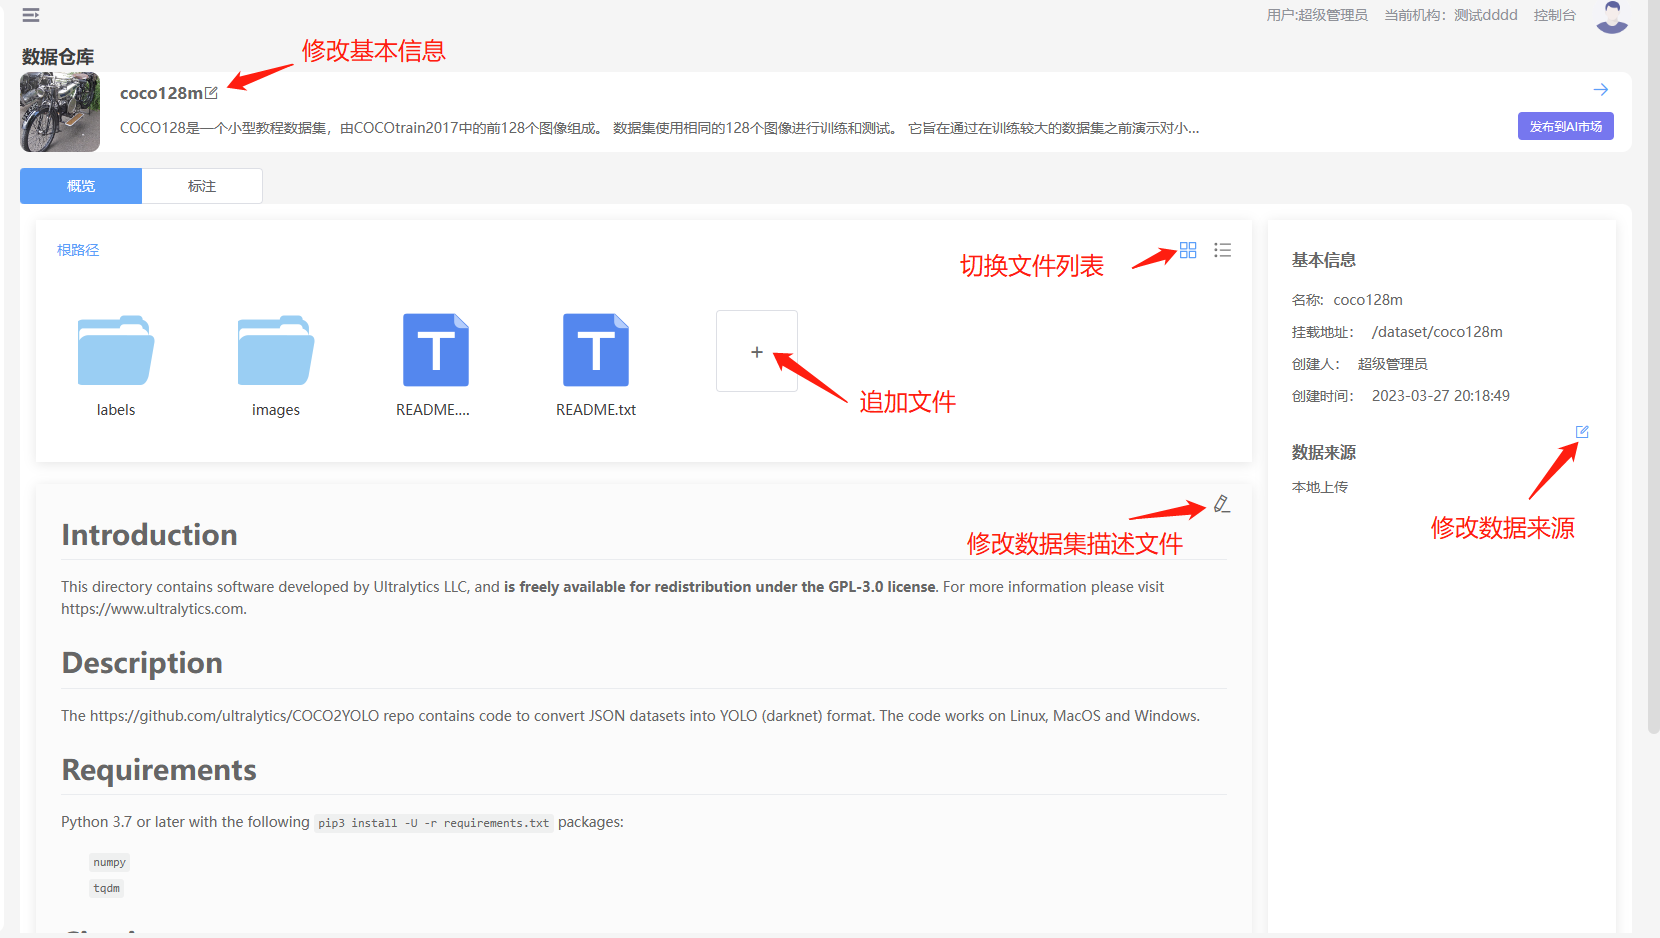 用户:超级管理员 当前机构：测试dddd 控制台
数据仓库
修改基本信息
coco128m
COCO128是一个小型教程数据集，由COCOtrain2017中的前128个图像组成。 数据集使用相同的128个图像进行训练和测试。 它旨在通过在训练较大的数据集之前演示对小...
发布到AI市场
概览
标注
根路径
切换文件列表
labels
images
README....
README.txt
+
追加文件
基本信息
名称: coco128m
挂载地址： /dataset/coco128m
创建人： 超级管理员
创建时间： 2023-03-27 20:18:49
数据来源
本地上传
修改数据来源
修改数据集描述文件
Introduction
This directory contains software developed by Ultralytics LLC, and is freely available for redistribution under the GPL-3.0 license. For more information please visit
https://www.ultralytics.com.
Description
The https://github.com/ultralytics/COCO2YOLO repo contains code to convert JSON datasets into YOLO (darknet) format. The code works on Linux, MacOS and Windows.
Requirements
Python 3.7 or later with the following pip3 install -U -r requirements.txt packages:
numpy
tqdm